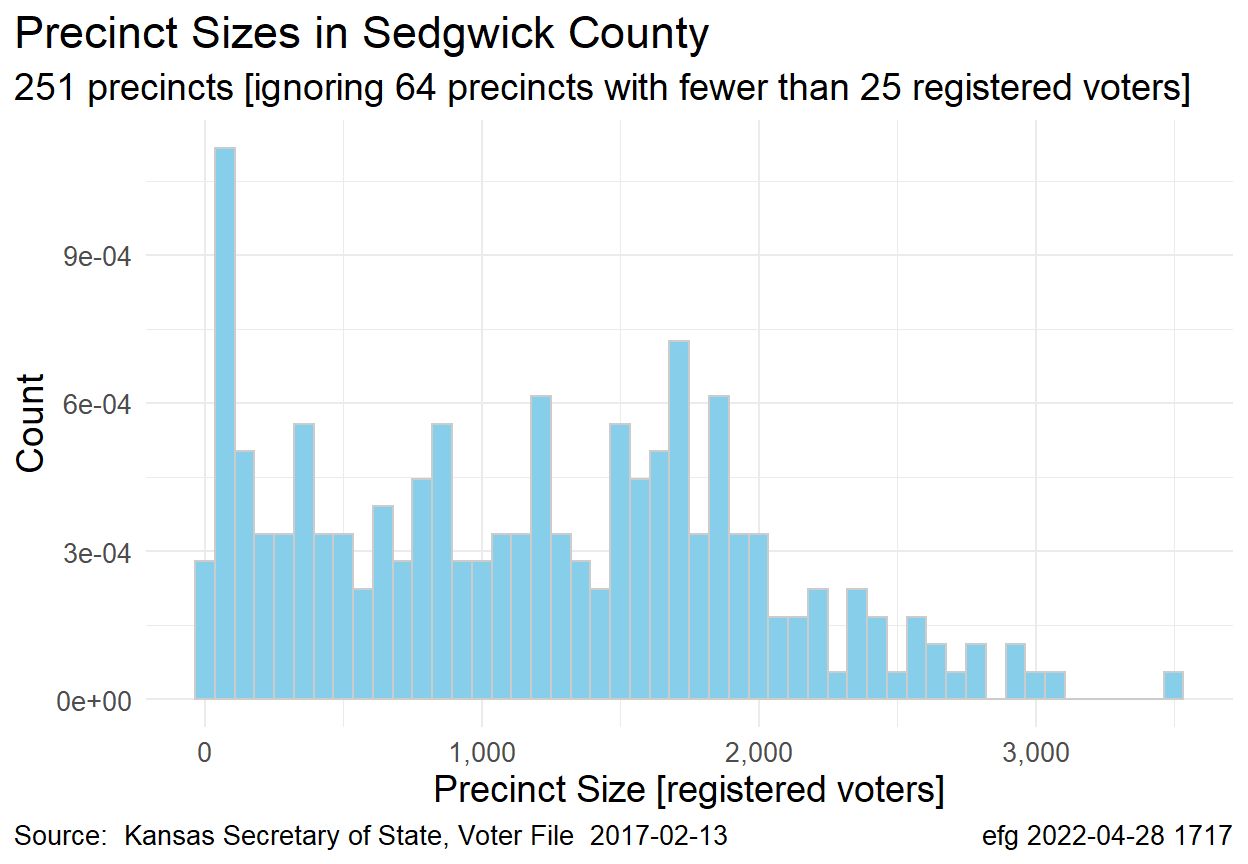 Precinct Sizes in Sedgwick County
251 precincts [ignoring 64 precincts with fewer than 25 registered voters]
9e-04
6e-04
3e-04
0e+00
Count
0 1,000 2,000 3,000
Precinct Size [registered voters]
Source:  Kansas Secretary of State, Voter File  2017-02-13
efg 2022-04-28 1717